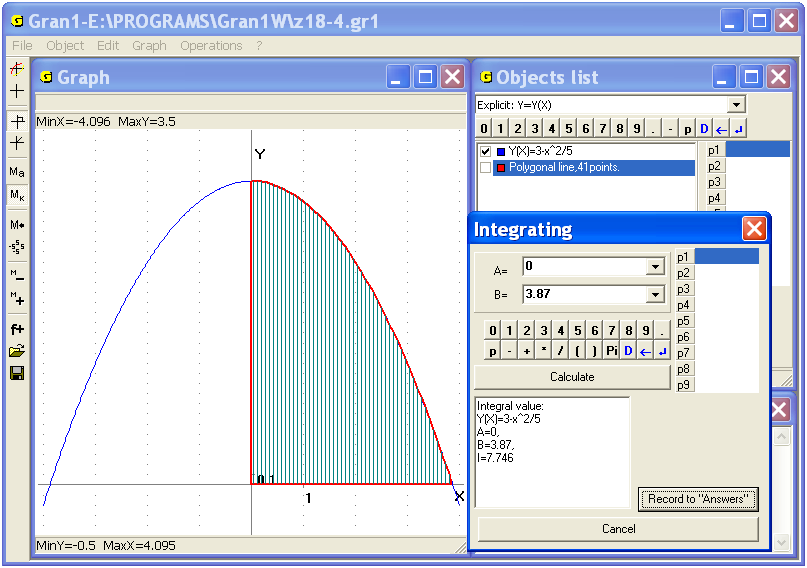 Gran1-E:\PROGRAMS\Gran1W\z18-4.gr1
File Object Edit Graph Operations ?
Graph
MinX=-4.096 MaxY=3.5
Y
0.1
1
X
MinY=-0.5 MaxX=4.095
Ma
Mк
M*
-555
M−
M+
f+
Objects list
Explicit: Y=Y(X)
0 1 2 3 4 5 6 7 8 9 . - p D ← ↲
Y(X)=3-x^2/5
Polygonal line,41points.
p1
p2
p3
p4
Integrating
A= 0
B= 3.87
0 1 2 3 4 5 6 7 8 9 .
p - + * / ( ) Pi D ← ↲
Calculate
p1
p2
p3
p4
p5
p6
p7
p8
p9
Integral value:
Y(X)=3-x^2/5
A=0,
B=3.87,
I=7.746
Record to "Answers"
Cancel